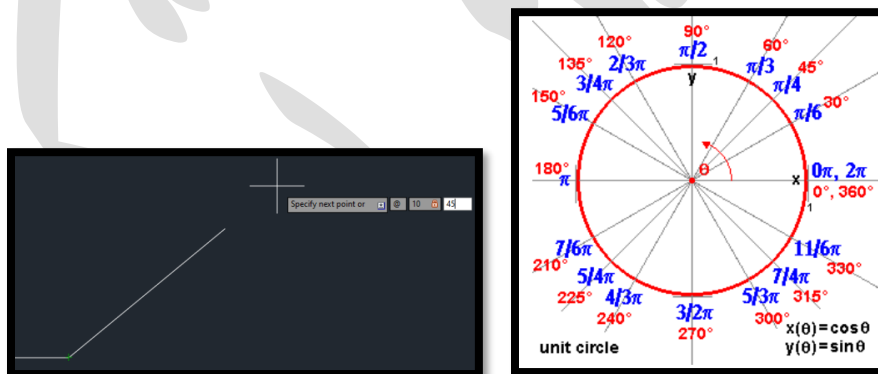 Specify next point or @ 10 45
90°
π/2
120° 60°
2/3π π/3
1
135° 45°
3/4π y π/4
150° 30°
5/6π π/6
180° θ 0π, 2π
π x 0°, 360°
1
7/6π 11/6π
210° 330°
5/4π 7/4π
225° 4/3π 5/3π 315°
240° 3/2π 300°
270°
x(θ)=cosθ
unit circle y(θ)=sinθ